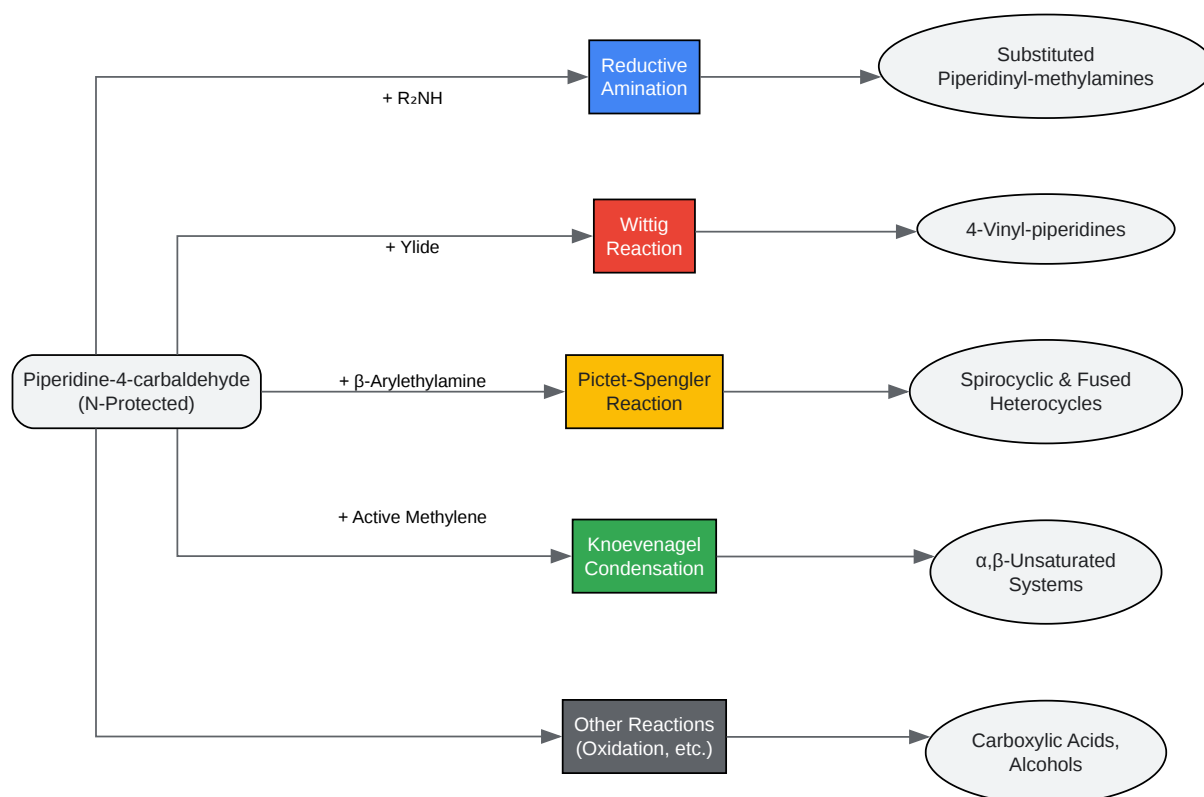 Substituted
Piperidinyl-methylamines
Reductive
Amination
+ R₂NH
Wittig
Reaction
4-Vinyl-piperidines
+ Ylide
Piperidine-4-carbaldehyde
(N-Protected)
+ β-Arylethylamine
Pictet-Spengler
Reaction
Spirocyclic & Fused
Heterocycles
+ Active Methylene
Knoevenagel
Condensation
α,β-Unsaturated
Systems
Other Reactions
(Oxidation, etc.)
Carboxylic Acids,
Alcohols